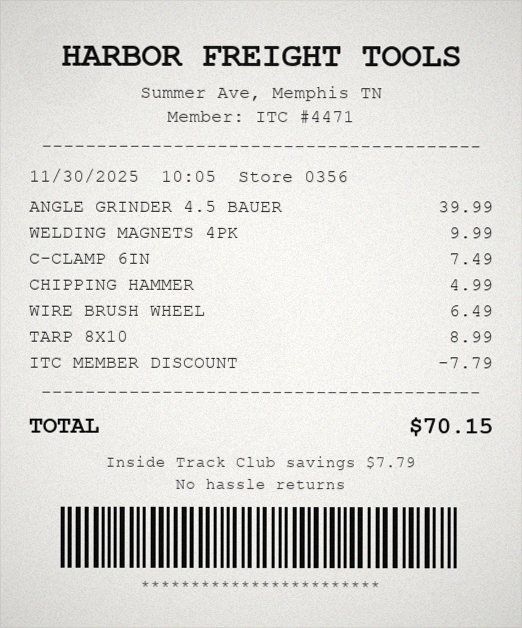 HARBOR FREIGHT TOOLS
Summer Ave, Memphis TN
Member: ITC #4471
11/30/2025 10:05 Store 0356
ANGLE GRINDER 4.5 BAUER 39.99
WELDING MAGNETS 4PK 9.99
C-CLAMP 6IN 7.49
CHIPPING HAMMER 4.99
WIRE BRUSH WHEEL 6.49
TARP 8X10 8.99
ITC MEMBER DISCOUNT -7.79
TOTAL $70.15
Inside Track Club savings $7.79
No hassle returns
************************